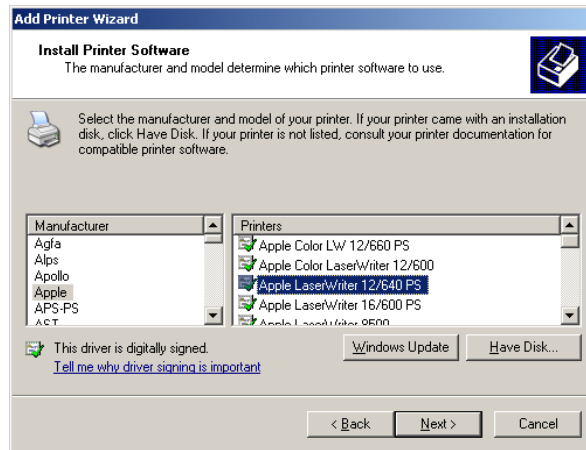 Add Printer Wizard
Install Printer Software
The manufacturer and model determine which printer software to use.
Select the manufacturer and model of your printer. If your printer came with an installation
disk, click Have Disk. If your printer is not listed, consult your printer documentation for
compatible printer software.
Manufacturer
Agfa
Alps
Apollo
Apple
APS-PS
AST
Printers
Apple Color LW 12/660 PS
Apple Color LaserWriter 12/600
Apple LaserWriter 12/640 PS
Apple LaserWriter 16/600 PS
Apple LaserWriter 8500
This driver is digitally signed.
Tell me why driver signing is important
Windows Update
Have Disk...
< Back
Next >
Cancel